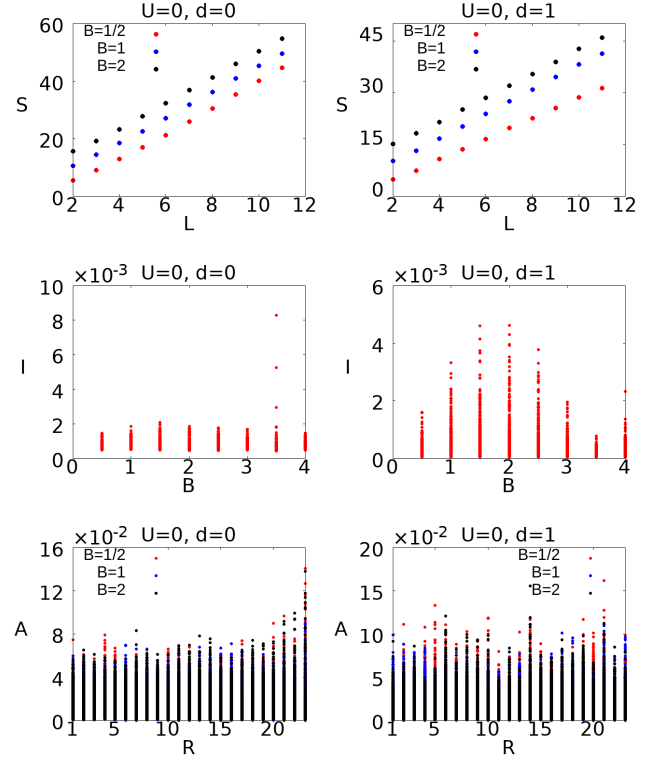 U=0, d=0
60
B=1/2
B=1
B=2
40
S
20
0
2 4 6 8 10 12
L
U=0, d=1
45
B=1/2
B=1
B=2
30
S
15
0
2 4 6 8 10 12
L
×10-3 U=0, d=0
10
8
6
I
4
2
0
0 1 2 3 4
B
×10-3 U=0, d=1
6
4
I
2
0
0 1 2 3 4
B
×10-2 U=0, d=0
16
B=1/2
B=1
B=2
12
A
8
4
0
1 5 10 15 20
R
×10-2 U=0, d=1
20
B=1/2
B=1
B=2
15
A
10
5
0
1 5 10 15 20
R